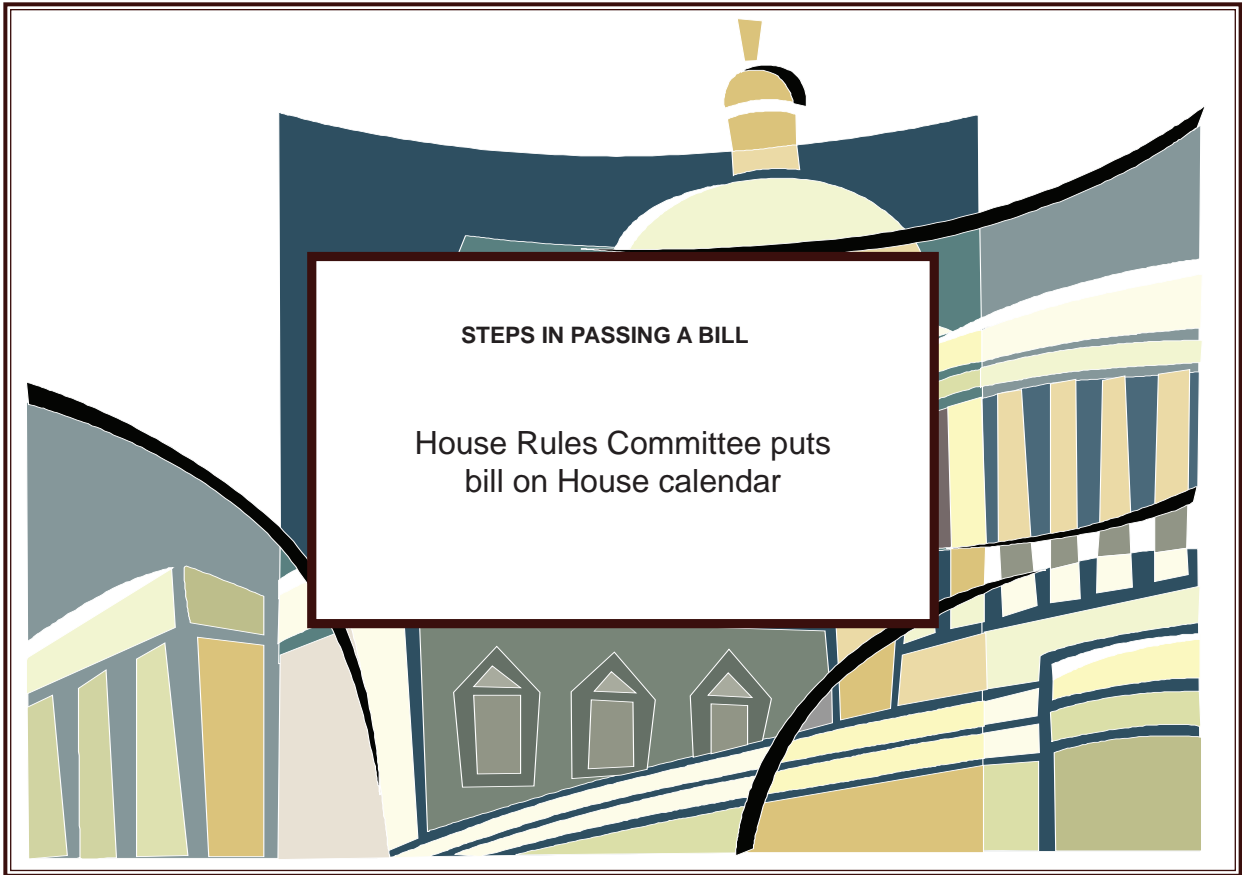 STEPS IN PASSING A BILL
House Rules Committee puts
bill on House calendar